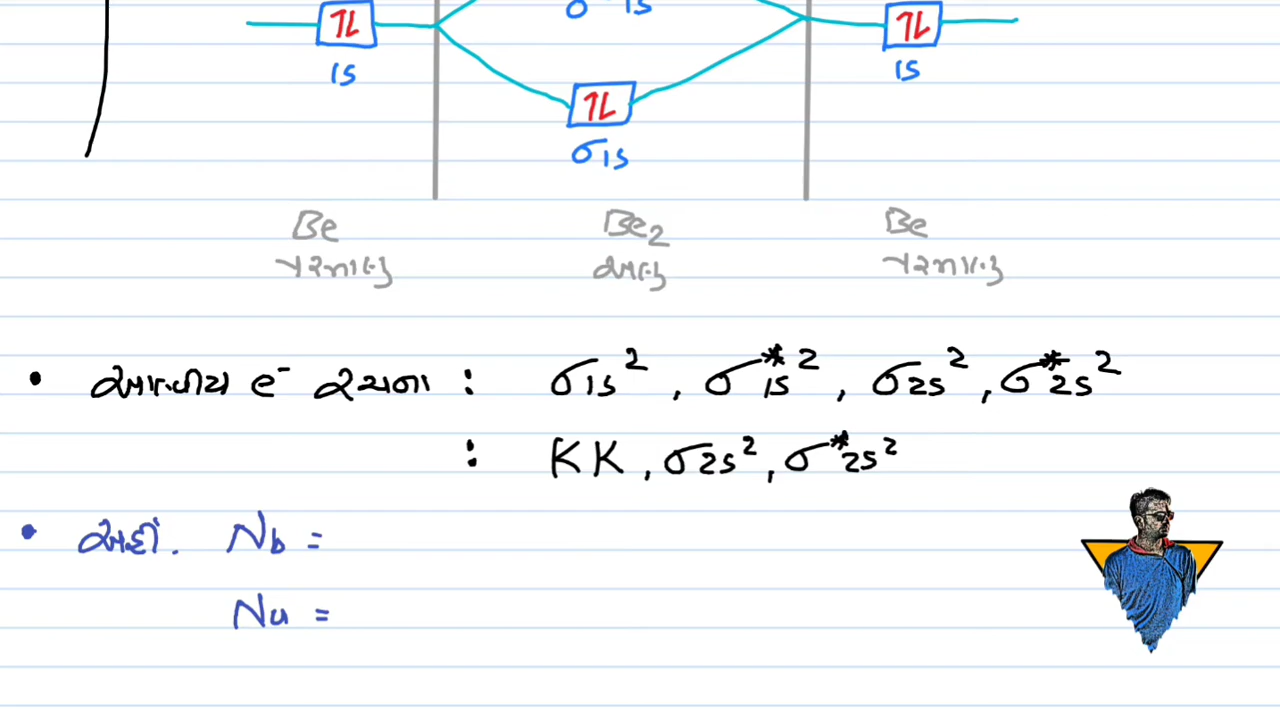 σ*1s
1s 1s
σ1s
Be Be₂ Be
પરમાણુ અણુ પરમાણુ
• આણ્વીય e⁻ રચના : σ1s², σ*1s², σ2s², σ*2s²
: KK, σ2s², σ*2s²
• અહીં. Nb =
Na =